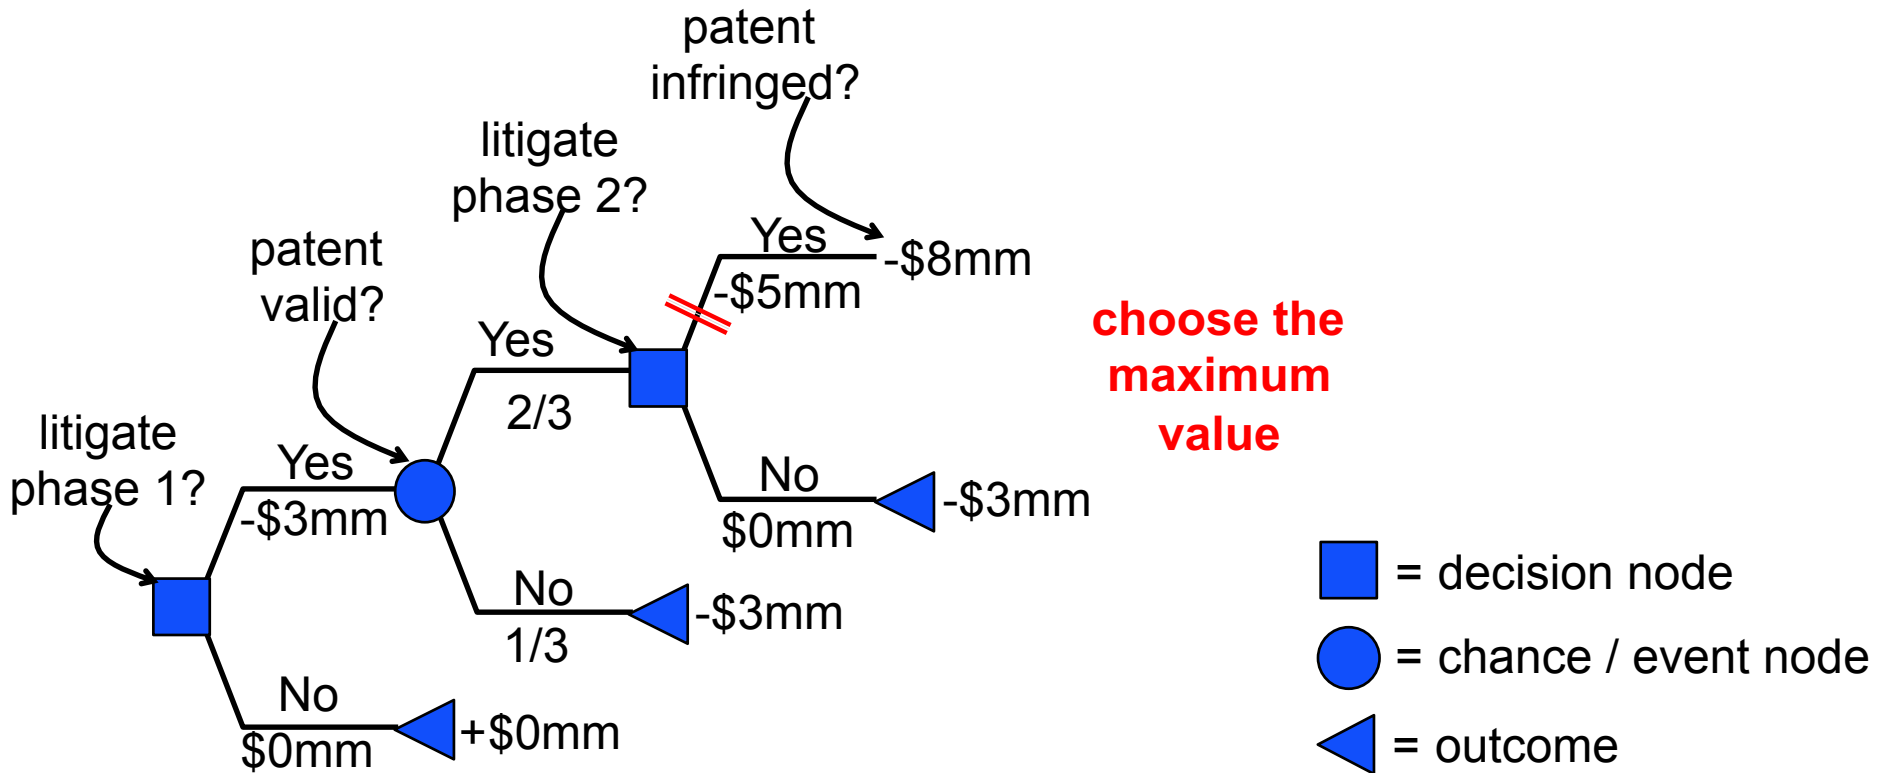 patent
infringed?
litigate
phase 2?
Yes
-$8mm
-$5mm
patent
valid?
Yes
2/3
choose the
maximum
value
litigate
phase 1?
Yes
-$3mm
No
$0mm
-$3mm
No
1/3
-$3mm
No
$0mm
+$0mm
= decision node
= chance / event node
= outcome